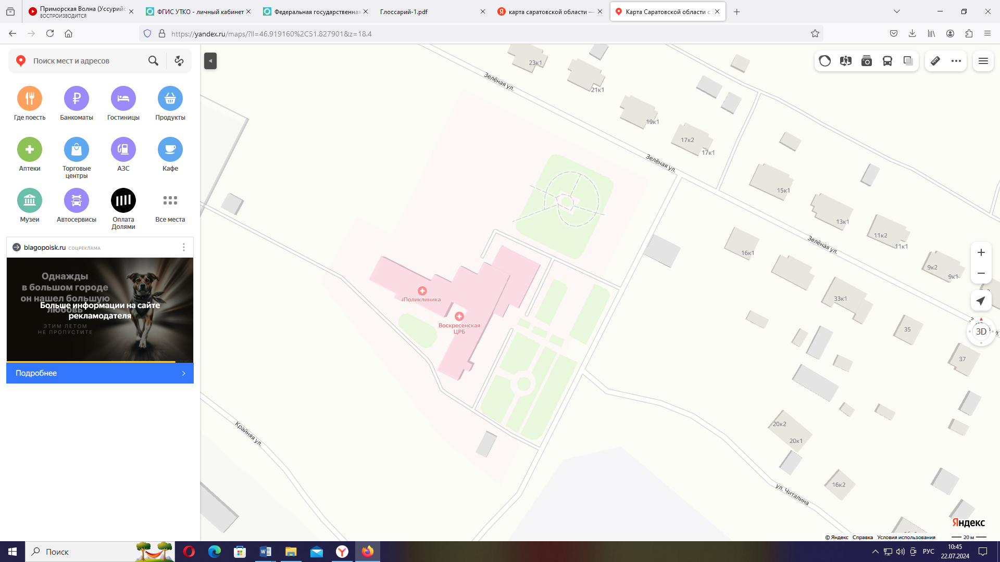 Приморская Волна (Уссурийс
ВОСПРОИЗВОДИТСЯ
ФГИС УТКО - личный кабинет
Федеральная государственная
Глоссарий-1.pdf
карта саратовской области —
Карта Саратовской области с
https://yandex.ru/maps/?ll=46.919160%2C51.827901&z=18.4
Поиск мест и адресов
Где поесть
Банкоматы
Гостиницы
Продукты
Аптеки
Торговые
центры
АЗС
Кафе
Музеи
Автосервисы
Оплата
Долями
Все места
blagopoisk.ru СОЦРЕКЛАМА
Однажды
в большом городе
он нашел большую
любовь
Больше информации на сайте
рекламодателя
ЭТИМ ЛЕТОМ
НЕ ПРОПУСТИТЕ
Подробнее
23к1
Зелёная ул.
21к1
19к1
17к2
17к1
Зелёная ул.
15к1
13к1
11к2
11к1
16к1
Зелёная ул.
9к2
9к1
Поликлиника
33к1
Воскресенская
ЦРБ
35
3D
37
20к2
20к1
Крайняя ул.
16к2
ул. Читалина
Яндекс
© Яндекс Справка Условия использования
20 м
Поиск
РУС
10:45
22.07.2024